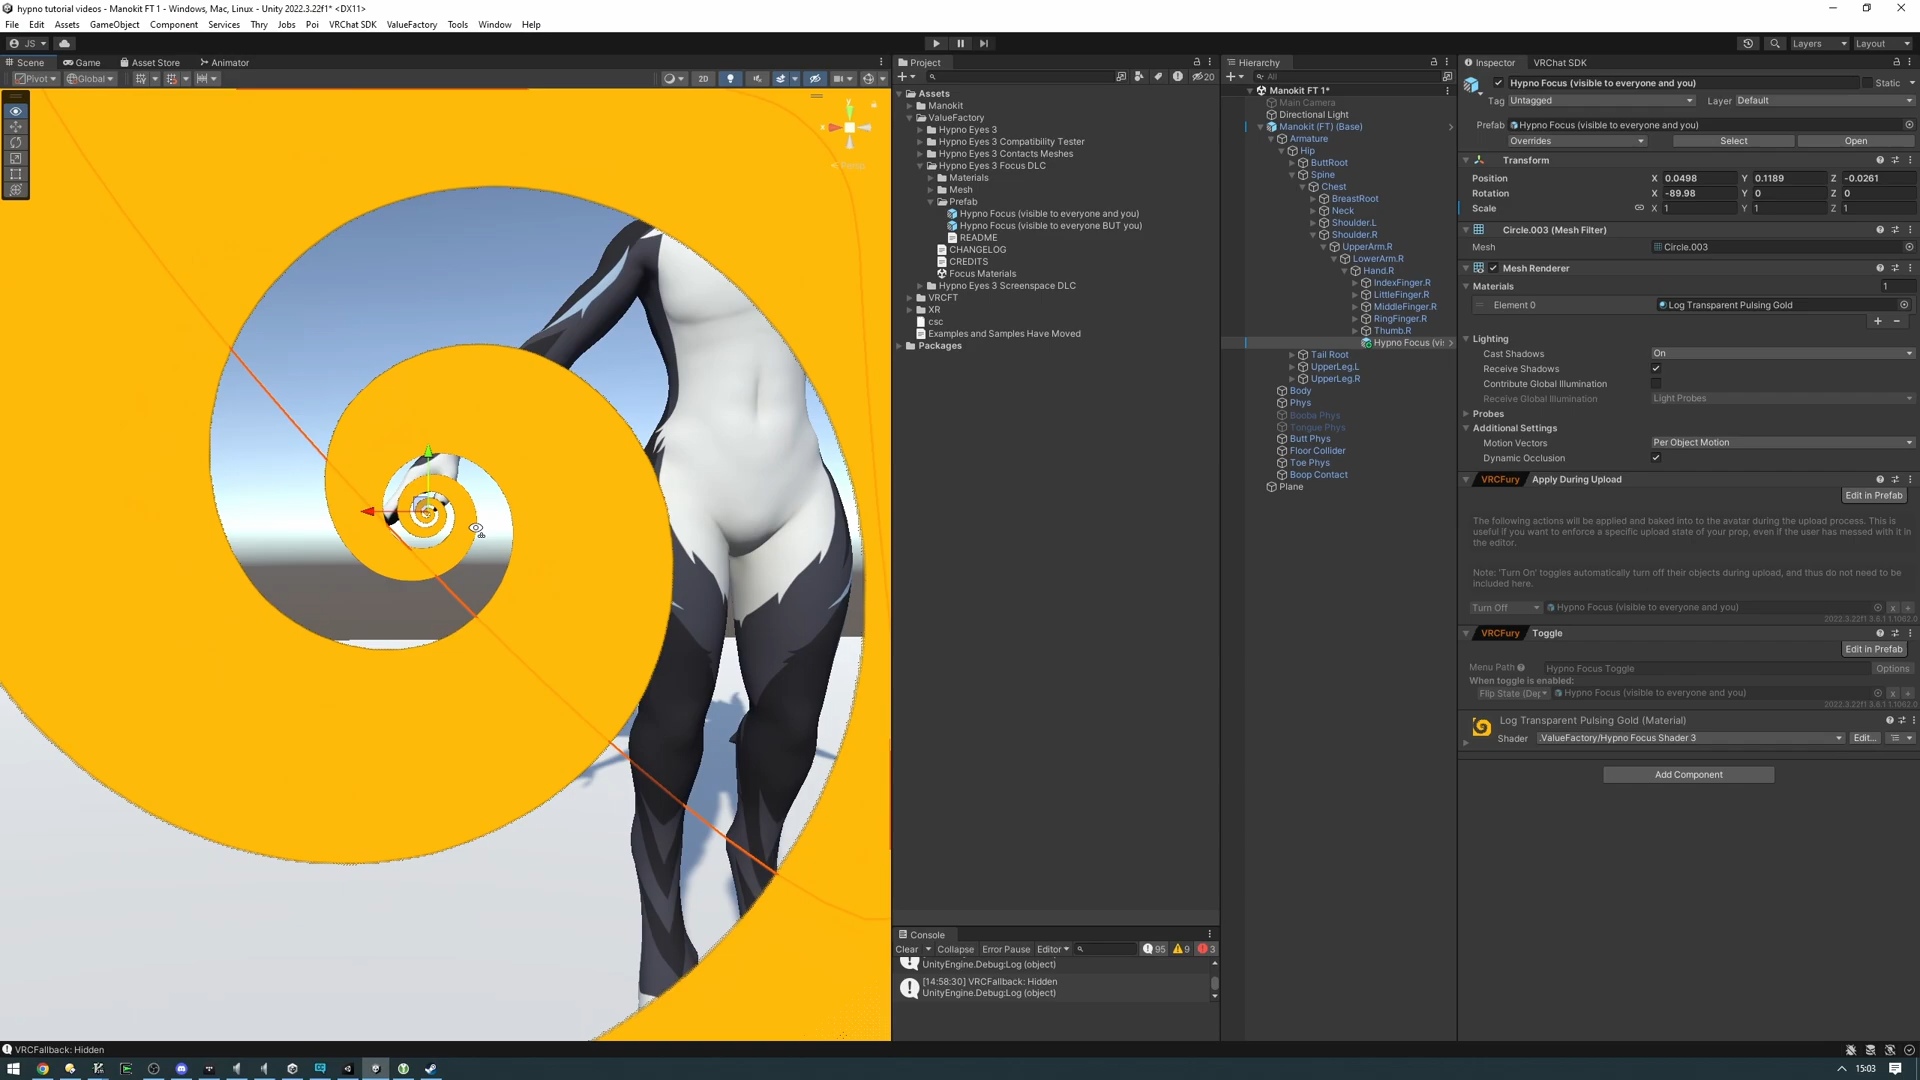 hypno tutorial videos - Manokit FT 1 - Windows, Mac, Linux - Unity 2022.3.22f1* <DX11>
File Edit Assets GameObject Component Services Thry Jobs Poi VRChat SDK ValueFactory Tools Window Help
JS
Layers Layout
Scene Game Asset Store Animator
Pivot Global 2D
Persp
Project
20
Assets
Manokit
ValueFactory
Hypno Eyes 3
Hypno Eyes 3 Compatibility Tester
Hypno Eyes 3 Contacts Meshes
Hypno Eyes 3 Focus DLC
Materials
Mesh
Prefab
Hypno Focus (visible to everyone and you)
Hypno Focus (visible to everyone BUT you)
README
CHANGELOG
CREDITS
Focus Materials
Hypno Eyes 3 Screenspace DLC
VRCFT
XR
csc
Examples and Samples Have Moved
Packages
Console
Clear Collapse Error Pause Editor 95 9 3
UnityEngine.Debug:Log (object)
[14:58:30] VRCFallback: Hidden
UnityEngine.Debug:Log (object)
Hierarchy
All
Manokit FT 1*
Main Camera
Directional Light
Manokit (FT) (Base)
Armature
Hip
ButtRoot
Spine
Chest
BreastRoot
Neck
Shoulder.L
Shoulder.R
UpperArm.R
LowerArm.R
Hand.R
IndexFinger.R
LittleFinger.R
MiddleFinger.R
RingFinger.R
Thumb.R
Hypno Focus (vi
Tail Root
UpperLeg.L
UpperLeg.R
Body
Phys
Booba Phys
Tongue Phys
Butt Phys
Floor Collider
Toe Phys
Boop Contact
Plane
Inspector VRChat SDK
Hypno Focus (visible to everyone and you) Static
Tag Untagged Layer Default
Prefab Hypno Focus (visible to everyone and you)
Overrides Select Open
Transform
Position X 0.0498 Y 0.1189 Z -0.0261
Rotation X -89.98 Y 0 Z 0
Scale X 1 Y 1 Z 1
Circle.003 (Mesh Filter)
Mesh Circle.003
Mesh Renderer
Materials 1
Element 0 Log Transparent Pulsing Gold
Lighting
Cast Shadows On
Receive Shadows
Contribute Global Illumination
Receive Global Illumination Light Probes
Probes
Additional Settings
Motion Vectors Per Object Motion
Dynamic Occlusion
VRCFury Apply During Upload
Edit in Prefab
The following actions will be applied and baked into to the avatar during the upload process. This is
useful if you want to enforce a specific upload state of your prop, even if the user has messed with it in
the editor.
Note: 'Turn On' toggles automatically turn off their objects during upload, and thus do not need to be
included here.
Turn Off Hypno Focus (visible to everyone and you) x +
VRCFury Toggle
Edit in Prefab
Menu Path Hypno Focus Toggle Options
When toggle is enabled:
Flip State (Dep Hypno Focus (visible to everyone and you) x +
Log Transparent Pulsing Gold (Material)
Shader .ValueFactory/Hypno Focus Shader 3 Edit...
Add Component
VRCFallback: Hidden
15:03